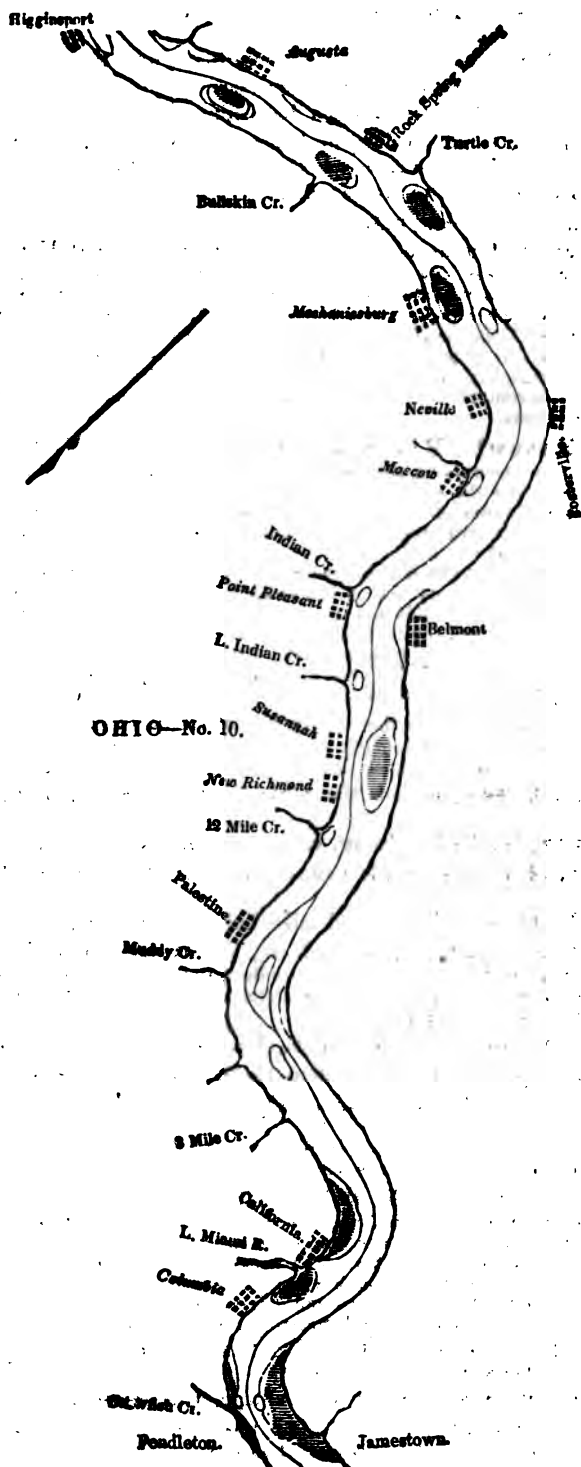 Higginsport
Augusta
Rock Spring Landing
Turtle Cr.
Bullskin Cr.
Mechanicsburg
Neville
Fosterville.
Moscow
Indian Cr.
Point Pleasant
Belmont
L. Indian Cr.
Susannah
OHIO—No. 10.
New Richmond
12 Mile Cr.
Palestine.
Muddy Cr.
8 Mile Cr.
California.
L. Miami R.
Columbia
Cr.
Pendleton.
Jamestown.